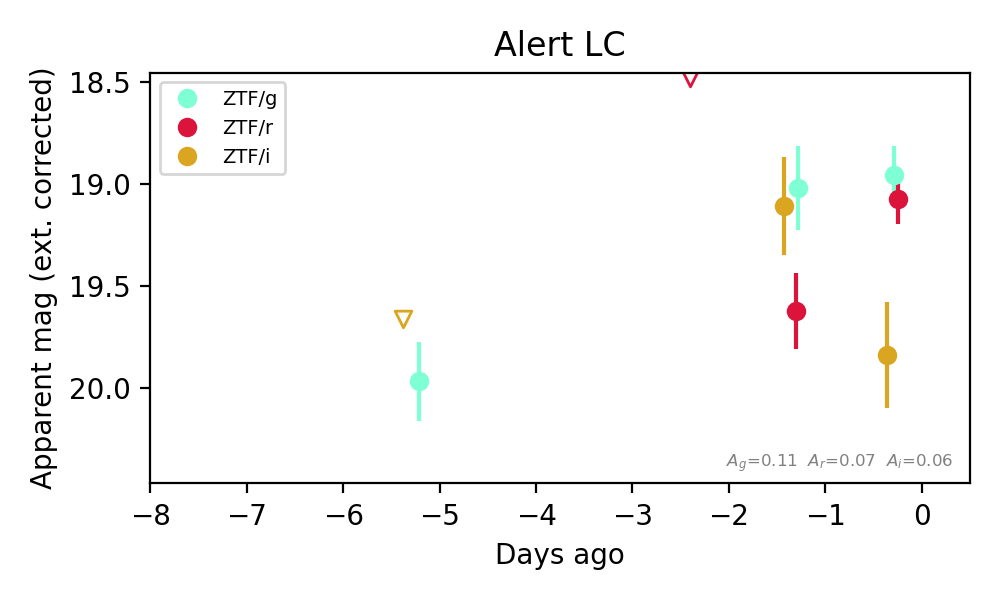 Alert LC
Apparent mag (ext. corrected)
18.5
19.0
19.5
20.0
ZTF/g
ZTF/r
ZTF/i
A_g=0.11 A_r=0.07 A_i=0.06
−8 −7 −6 −5 −4 −3 −2 −1 0
Days ago